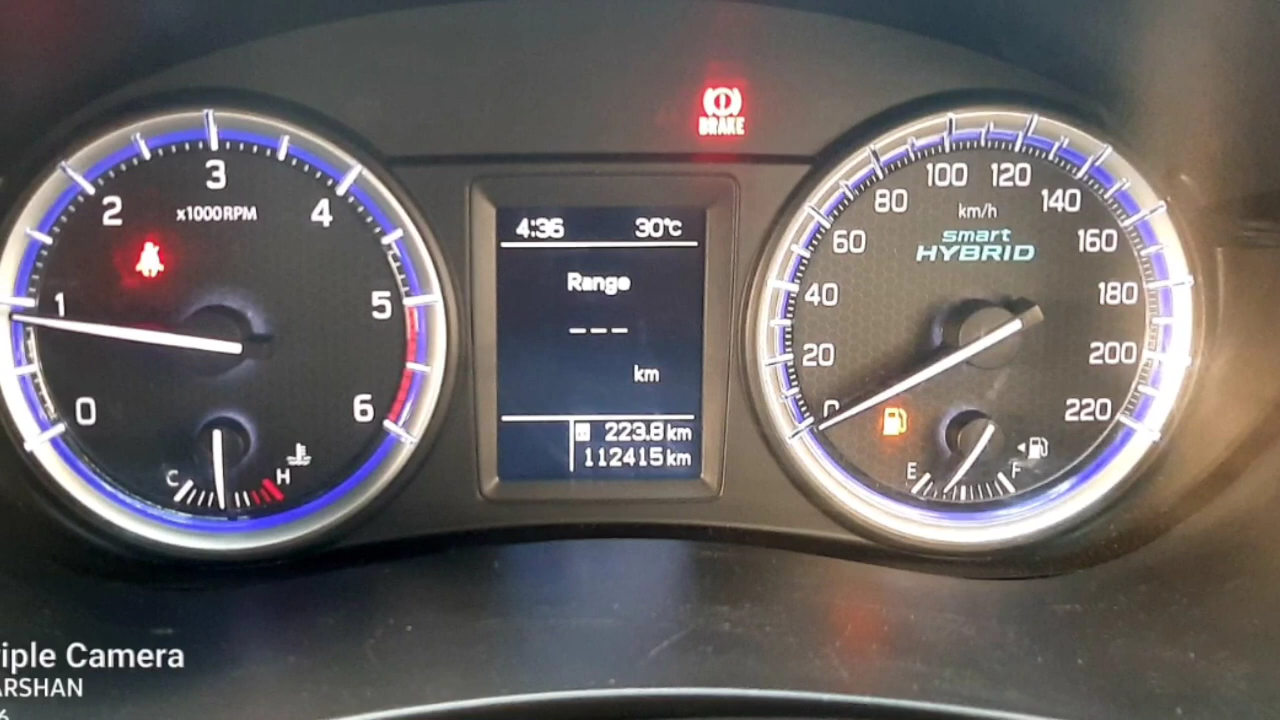 BRAKE
3
2
x1000RPM
4
1
5
0
6
C
H
4:36
30°C
Range
---
km
223.8 km
112415 km
100
120
80
km/h
140
60
smart
HYBRID
160
40
180
20
200
0
220
E
F
iple Camera
ARSHAN